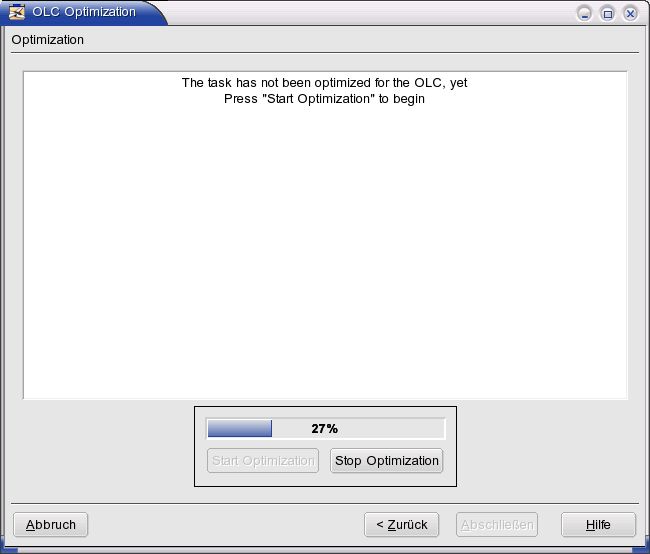 OLC Optimization
Optimization
The task has not been optimized for the OLC, yet
Press "Start Optimization" to begin
27%
Start Optimization
Stop Optimization
Abbruch
< Zurück
Abschließen
Hilfe